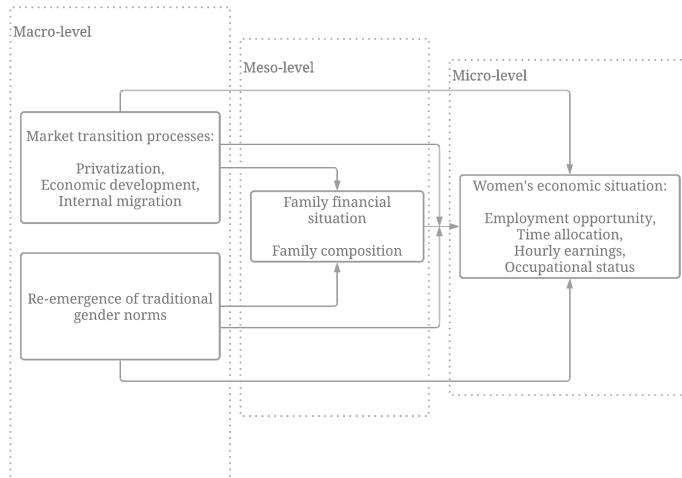 Macro-level
Meso-level
Micro-level
Market transition processes:
Privatization,
Economic development,
Internal migration
Family financial
situation
Family composition
Women's economic situation:
Employment opportunity,
Time allocation,
Hourly earnings,
Occupational status
Re-emergence of traditional
gender norms